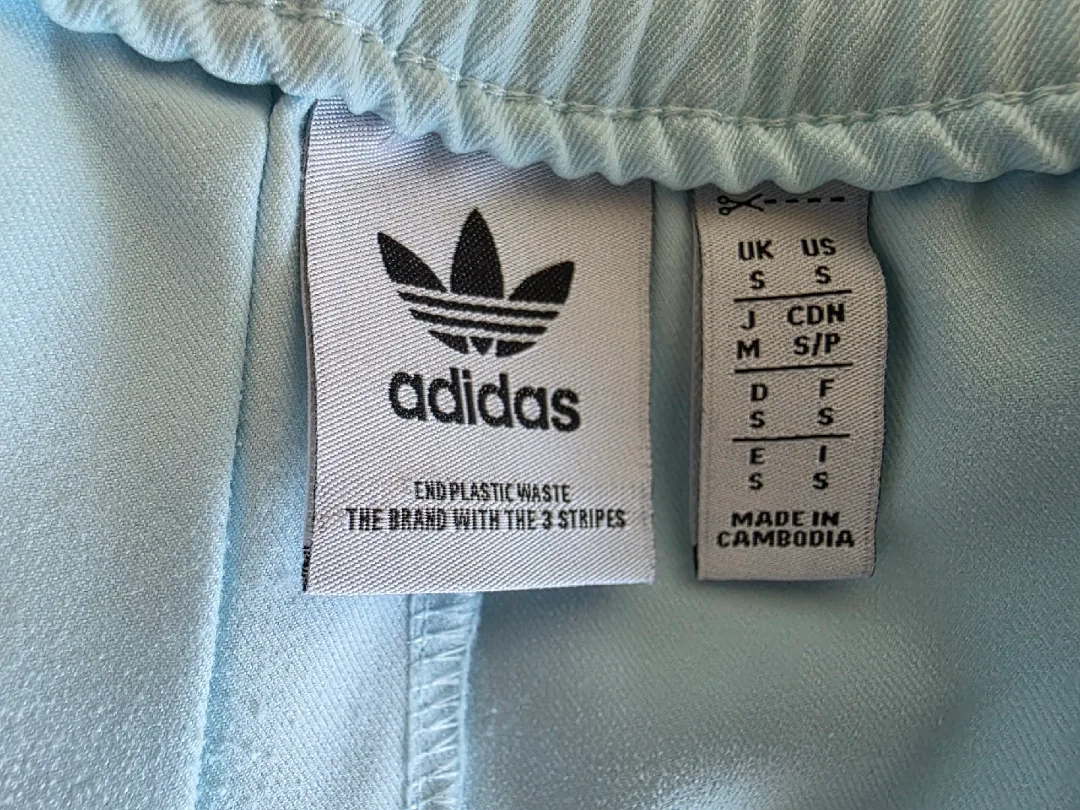 adidas
END PLASTIC WASTE
THE BRAND WITH THE 3 STRIPES
UK US
S S
J CDN
M S/P
D F
S S
E I
S S
MADE IN
CAMBODIA